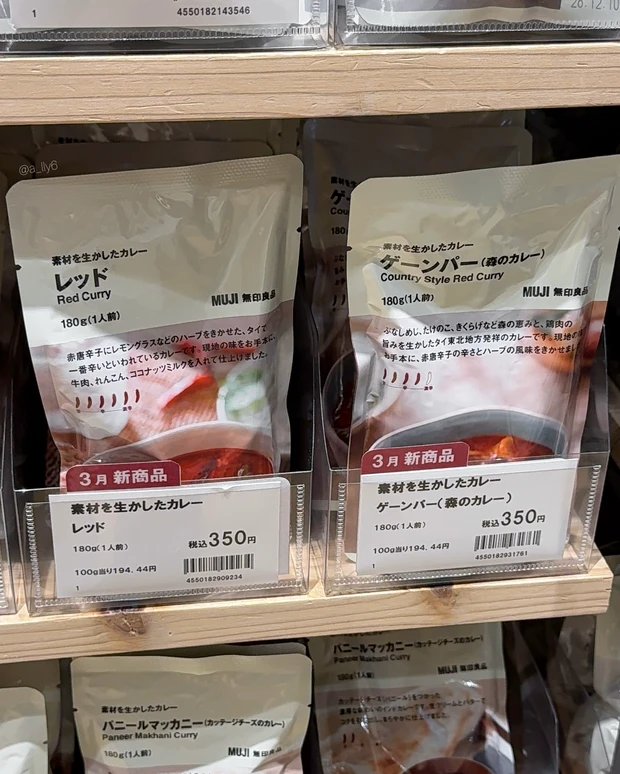 1
4550182143546
26.12.10
@a_lly6
素材を生かしたカレー
レッド
Red Curry
MUJI 無印良品
180g(1人前)
赤唐辛子にレモングラスなどのハーブをきかせた、タイで
一番辛いといわれているカレーです。現地の味をお手本に、
牛肉、れんこん、ココナッツミルクを入れて仕上げました。
素材を生かしたカレー
ゲーンパー(森のカレー)
Country Style Red Curry
MUJI 無印良品
180g(1人前)
ぶなしめじ、たけのこ、きくらげなど森の恵みと、鶏肉の
旨みを生かしたタイ東北地方発祥のカレーです。現地の
お手本に、赤唐辛子の辛さとハーブの風味をきかせま
3月 新商品
素材を生かしたカレー
レッド
180g(1人前)
税込350円
100g当り194.44円
4550182909234
1
3月 新商品
素材を生かしたカレー
ゲーンパー(森のカレー)
180g(1人前)
税込350円
100g当り194.44円
4550182931761
1
素材を生かしたカレー
パニールマッカニー(カッテージチーズのカレー)
Paneer Makhani Curry
180g(1人前)
MUJI 無印良品
パニールマッカニー(カッテージチーズのカレー)
Paneer Makhani Curry
180g(1人前)
MUJI 無印良品